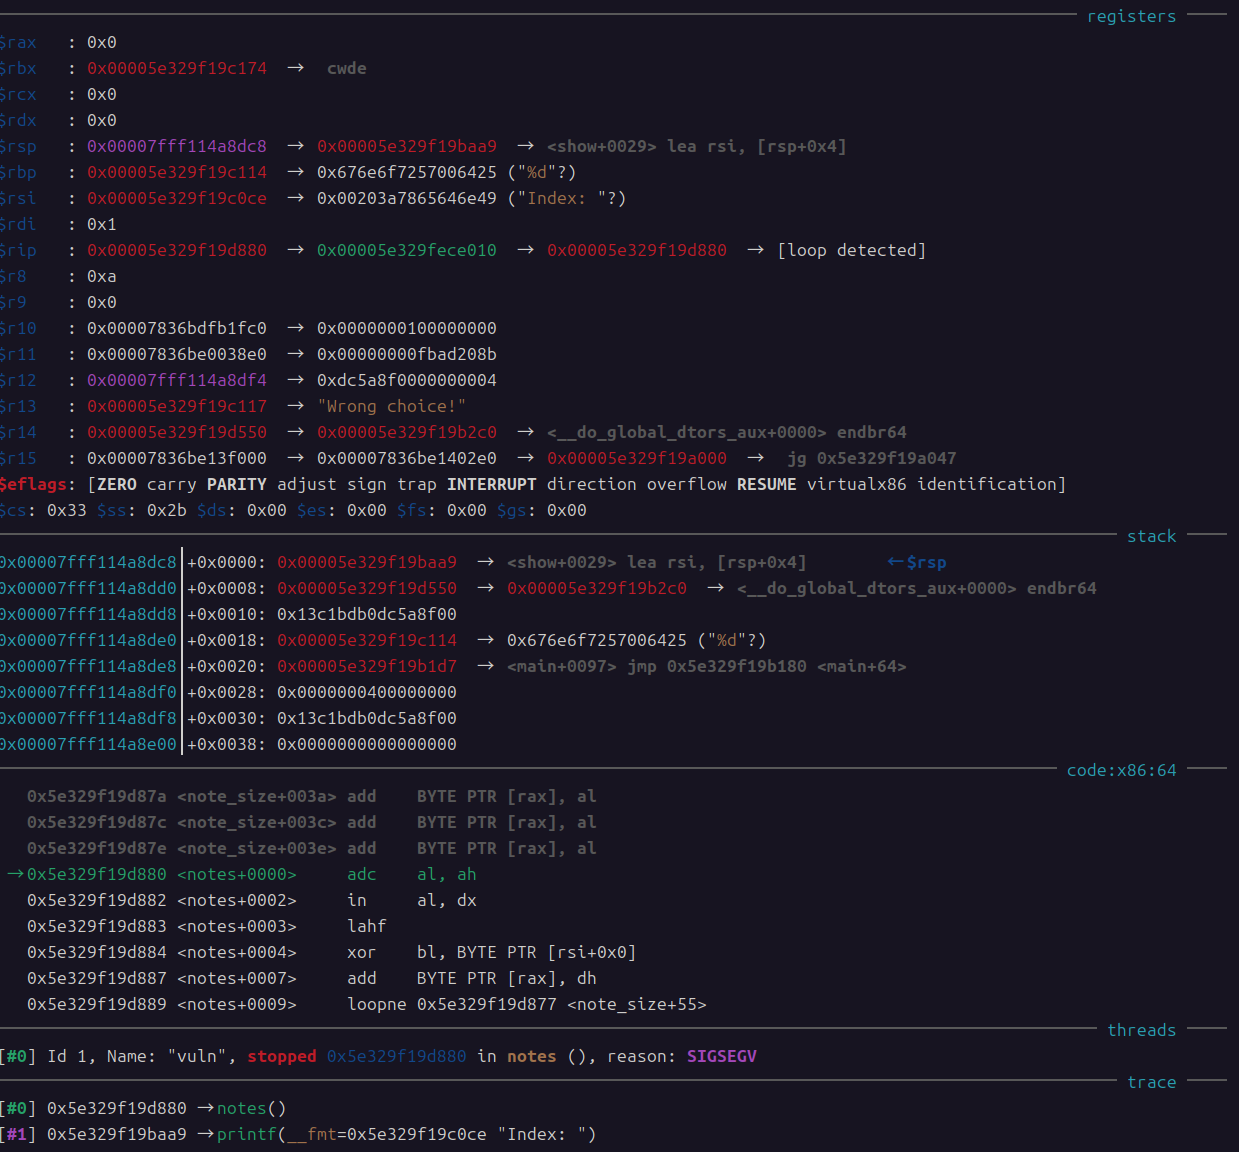 registers
$rax : 0x0
$rbx : 0x00005e329f19c174 → cwde
$rcx : 0x0
$rdx : 0x0
$rsp : 0x00007fff114a8dc8 → 0x00005e329f19baa9 → <show+0029> lea rsi, [rsp+0x4]
$rbp : 0x00005e329f19c114 → 0x676e6f7257006425 ("%d"?)
$rsi : 0x00005e329f19c0ce → 0x00203a7865646e49 ("Index: "?)
$rdi : 0x1
$rip : 0x00005e329f19d880 → 0x00005e329fece010 → 0x00005e329f19d880 → [loop detected]
$r8 : 0xa
$r9 : 0x0
$r10 : 0x00007836bdfb1fc0 → 0x0000000100000000
$r11 : 0x00007836be0038e0 → 0x00000000fbad208b
$r12 : 0x00007fff114a8df4 → 0xdc5a8f0000000004
$r13 : 0x00005e329f19c117 → "Wrong choice!"
$r14 : 0x00005e329f19d550 → 0x00005e329f19b2c0 → <__do_global_dtors_aux+0000> endbr64
$r15 : 0x00007836be13f000 → 0x00007836be1402e0 → 0x00005e329f19a000 → jg 0x5e329f19a047
$eflags: [ZERO carry PARITY adjust sign trap INTERRUPT direction overflow RESUME virtualx86 identification]
$cs: 0x33 $ss: 0x2b $ds: 0x00 $es: 0x00 $fs: 0x00 $gs: 0x00
stack
0x00007fff114a8dc8│+0x0000: 0x00005e329f19baa9 → <show+0029> lea rsi, [rsp+0x4] ←$rsp
0x00007fff114a8dd0│+0x0008: 0x00005e329f19d550 → 0x00005e329f19b2c0 → <__do_global_dtors_aux+0000> endbr64
0x00007fff114a8dd8│+0x0010: 0x13c1bdb0dc5a8f00
0x00007fff114a8de0│+0x0018: 0x00005e329f19c114 → 0x676e6f7257006425 ("%d"?)
0x00007fff114a8de8│+0x0020: 0x00005e329f19b1d7 → <main+0097> jmp 0x5e329f19b180 <main+64>
0x00007fff114a8df0│+0x0028: 0x0000000400000000
0x00007fff114a8df8│+0x0030: 0x13c1bdb0dc5a8f00
0x00007fff114a8e00│+0x0038: 0x0000000000000000
code:x86:64
0x5e329f19d87a <note_size+003a> add BYTE PTR [rax], al
0x5e329f19d87c <note_size+003c> add BYTE PTR [rax], al
0x5e329f19d87e <note_size+003e> add BYTE PTR [rax], al
→0x5e329f19d880 <notes+0000> adc al, ah
0x5e329f19d882 <notes+0002> in al, dx
0x5e329f19d883 <notes+0003> lahf
0x5e329f19d884 <notes+0004> xor bl, BYTE PTR [rsi+0x0]
0x5e329f19d887 <notes+0007> add BYTE PTR [rax], dh
0x5e329f19d889 <notes+0009> loopne 0x5e329f19d877 <note_size+55>
threads
[#0] Id 1, Name: "vuln", stopped 0x5e329f19d880 in notes (), reason: SIGSEGV
trace
[#0] 0x5e329f19d880 →notes()
[#1] 0x5e329f19baa9 →printf(__fmt=0x5e329f19c0ce "Index: ")